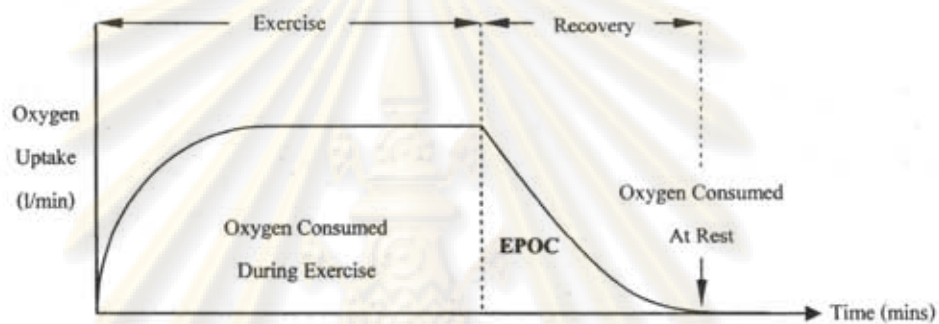 Exercise
Recovery
Oxygen
Uptake
(l/min)
Oxygen Consumed
During Exercise
EPOC
Oxygen Consumed
At Rest
Time (mins)